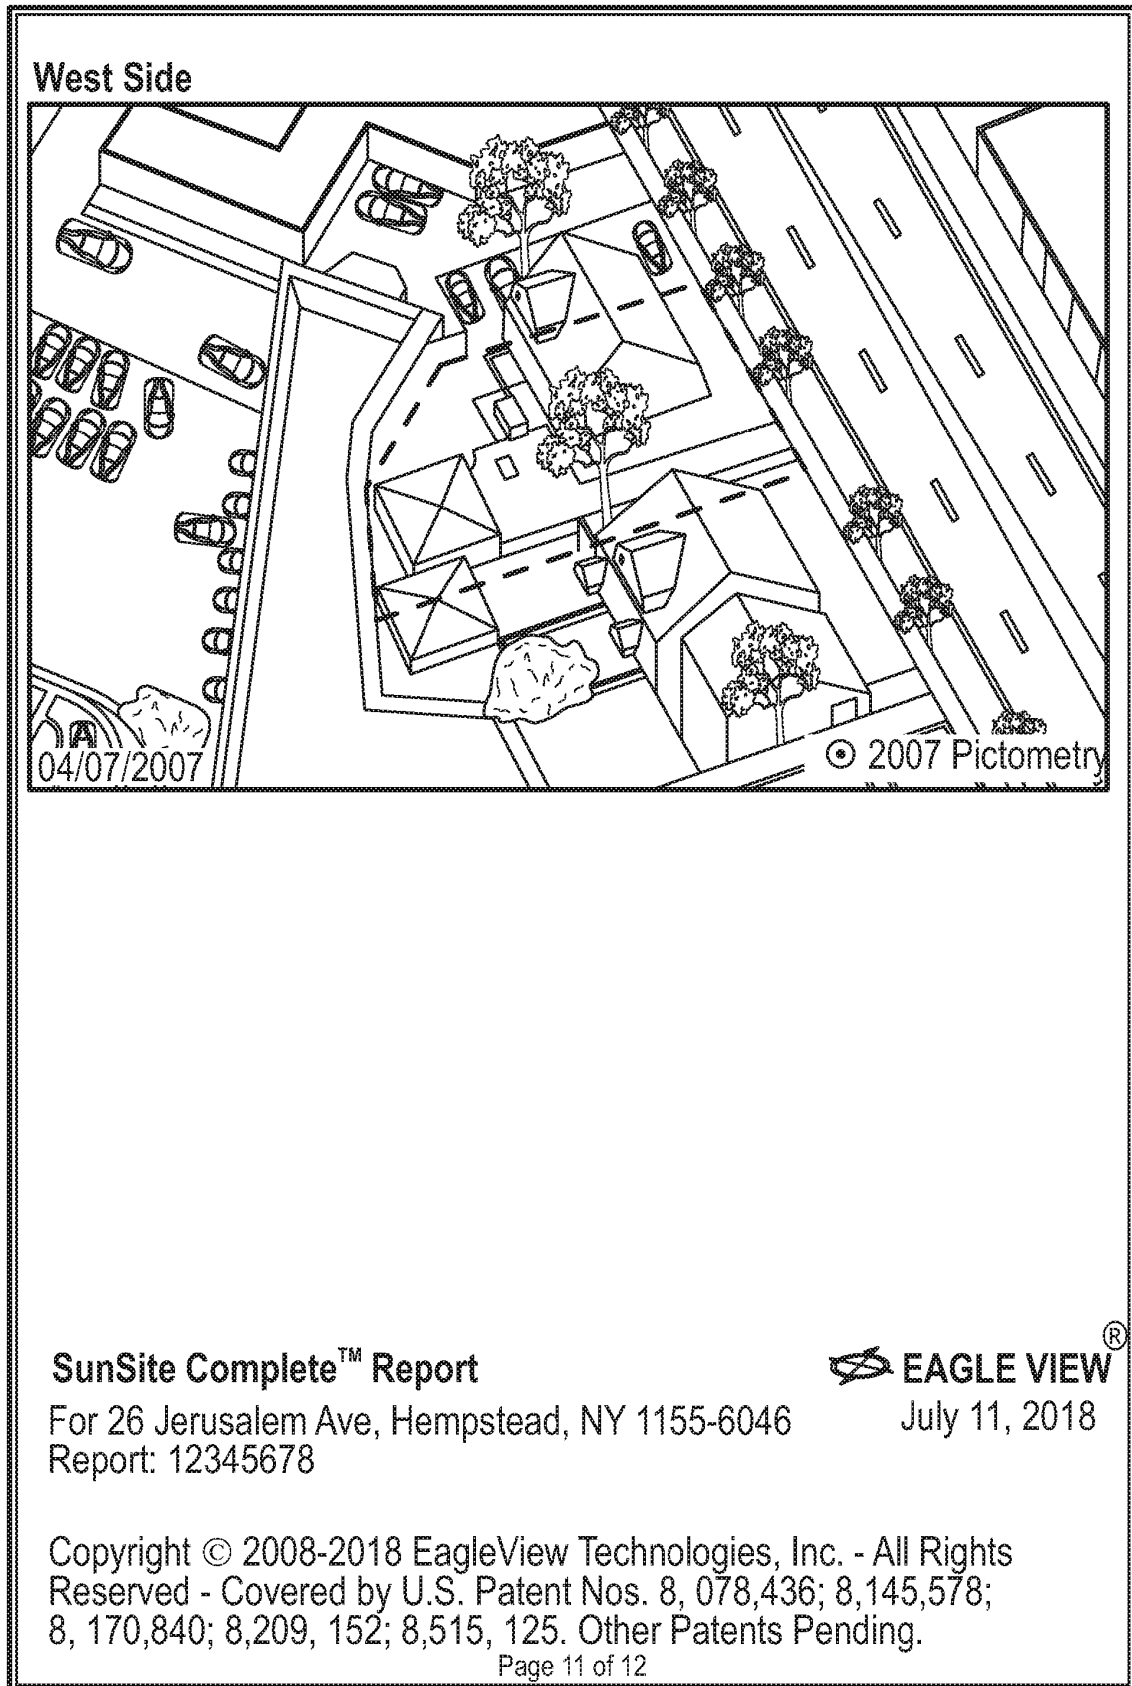 West Side
04/07/2007
2007 Pictometry
SunSite Complete™ Report
EAGLE VIEW®
For 26 Jerusalem Ave, Hempstead, NY 1155-6046
July 11, 2018
Report: 12345678
Copyright © 2008-2018 EagleView Technologies, Inc. - All Rights
Reserved - Covered by U.S. Patent Nos. 8, 078,436; 8,145,578;
8, 170,840; 8,209, 152; 8,515, 125. Other Patents Pending.
Page 11 of 12